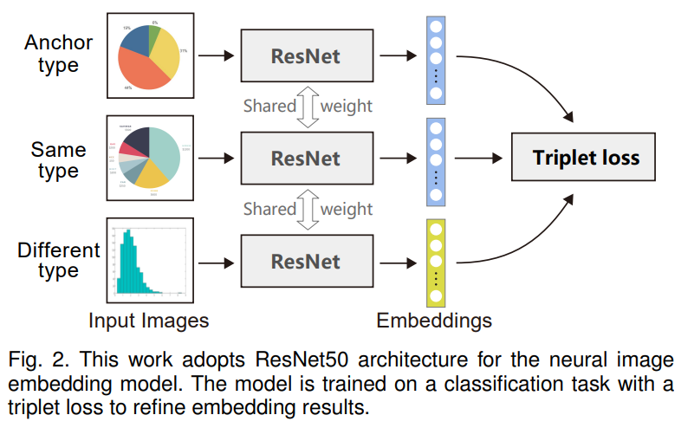 Anchor
type
ResNet
Shared weight
Same
type
ResNet
Triplet loss
Shared weight
Different
type
ResNet
Input Images
Embeddings
Fig. 2. This work adopts ResNet50 architecture for the neural image
embedding model. The model is trained on a classification task with a
triplet loss to refine embedding results.